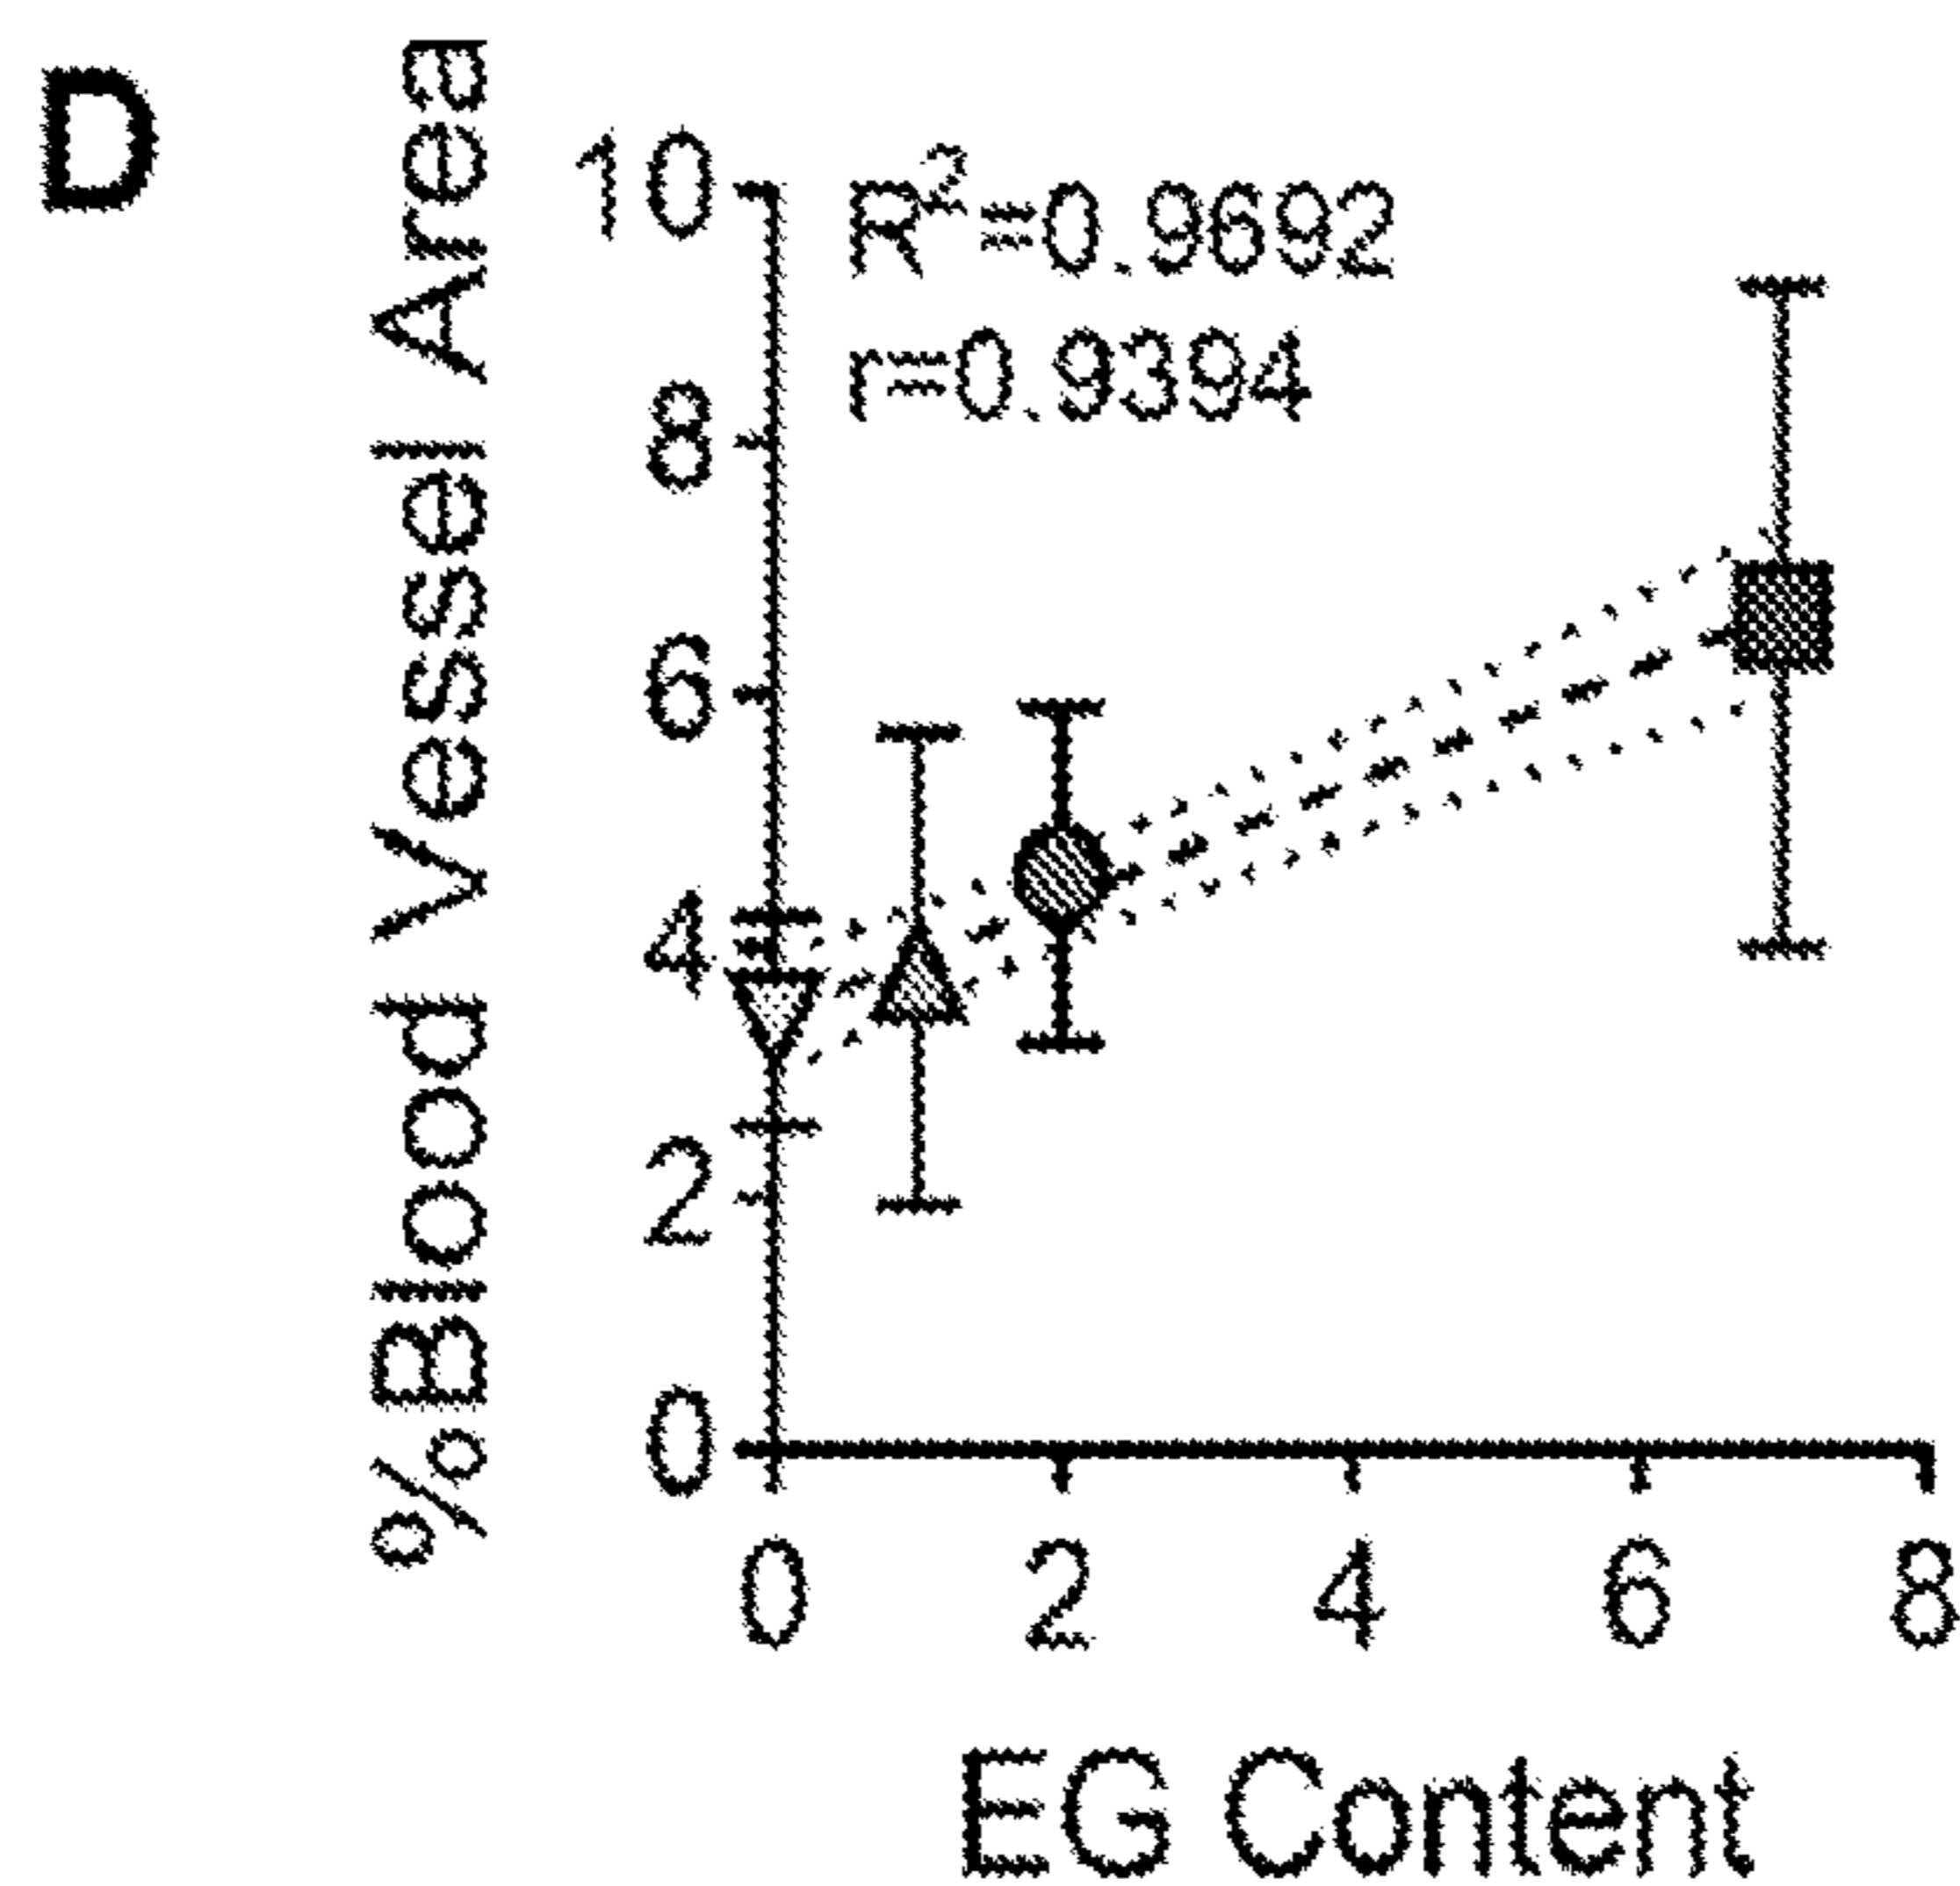 D
% Blood Vessel Area
10
R²=0.9692
r=0.9394
8
6
4
2
0
0 2 4 6 8
EG Content